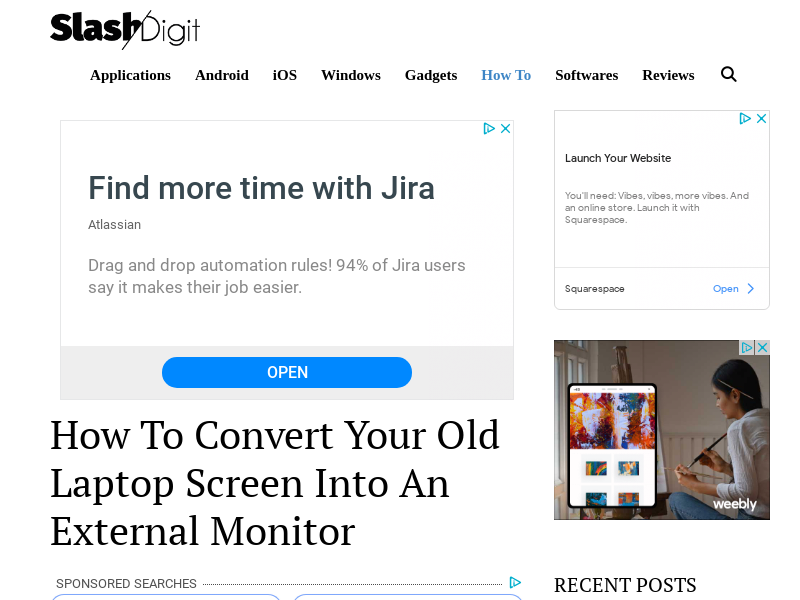 SlashDigit
Applications Android iOS Windows Gadgets How To Softwares Reviews
Find more time with Jira
Atlassian
Drag and drop automation rules! 94% of Jira users
say it makes their job easier.
OPEN
How To Convert Your Old
Laptop Screen Into An
External Monitor
SPONSORED SEARCHES
Launch Your Website
You'll need: Vibes, vibes, more vibes. And
an online store. Launch it with
Squarespace.
Squarespace Open
weebly
RECENT POSTS